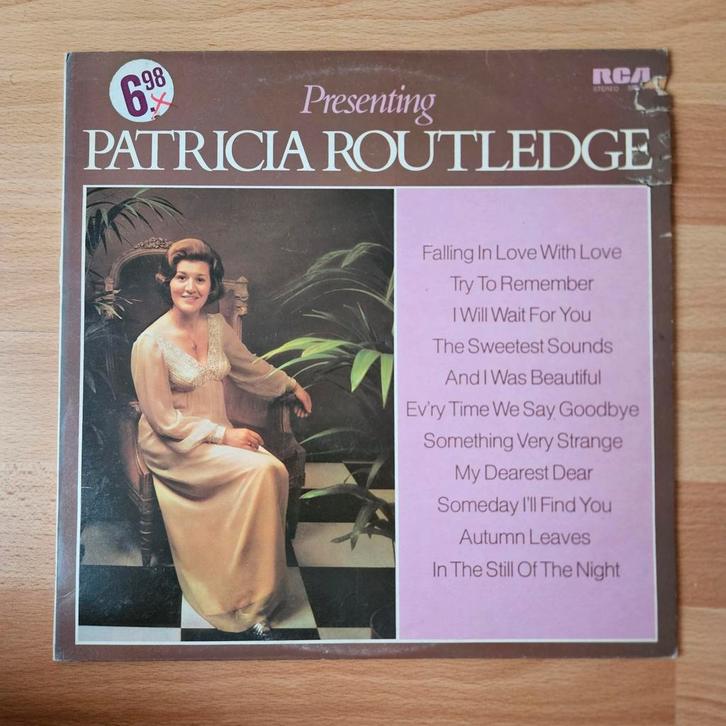 6.98
Presenting
RCA
STEREO
PATRICIA ROUTLEDGE
Falling In Love With Love
Try To Remember
I Will Wait For You
The Sweetest Sounds
And I Was Beautiful
Ev'ry Time We Say Goodbye
Something Very Strange
My Dearest Dear
Someday I'll Find You
Autumn Leaves
In The Still Of The Night